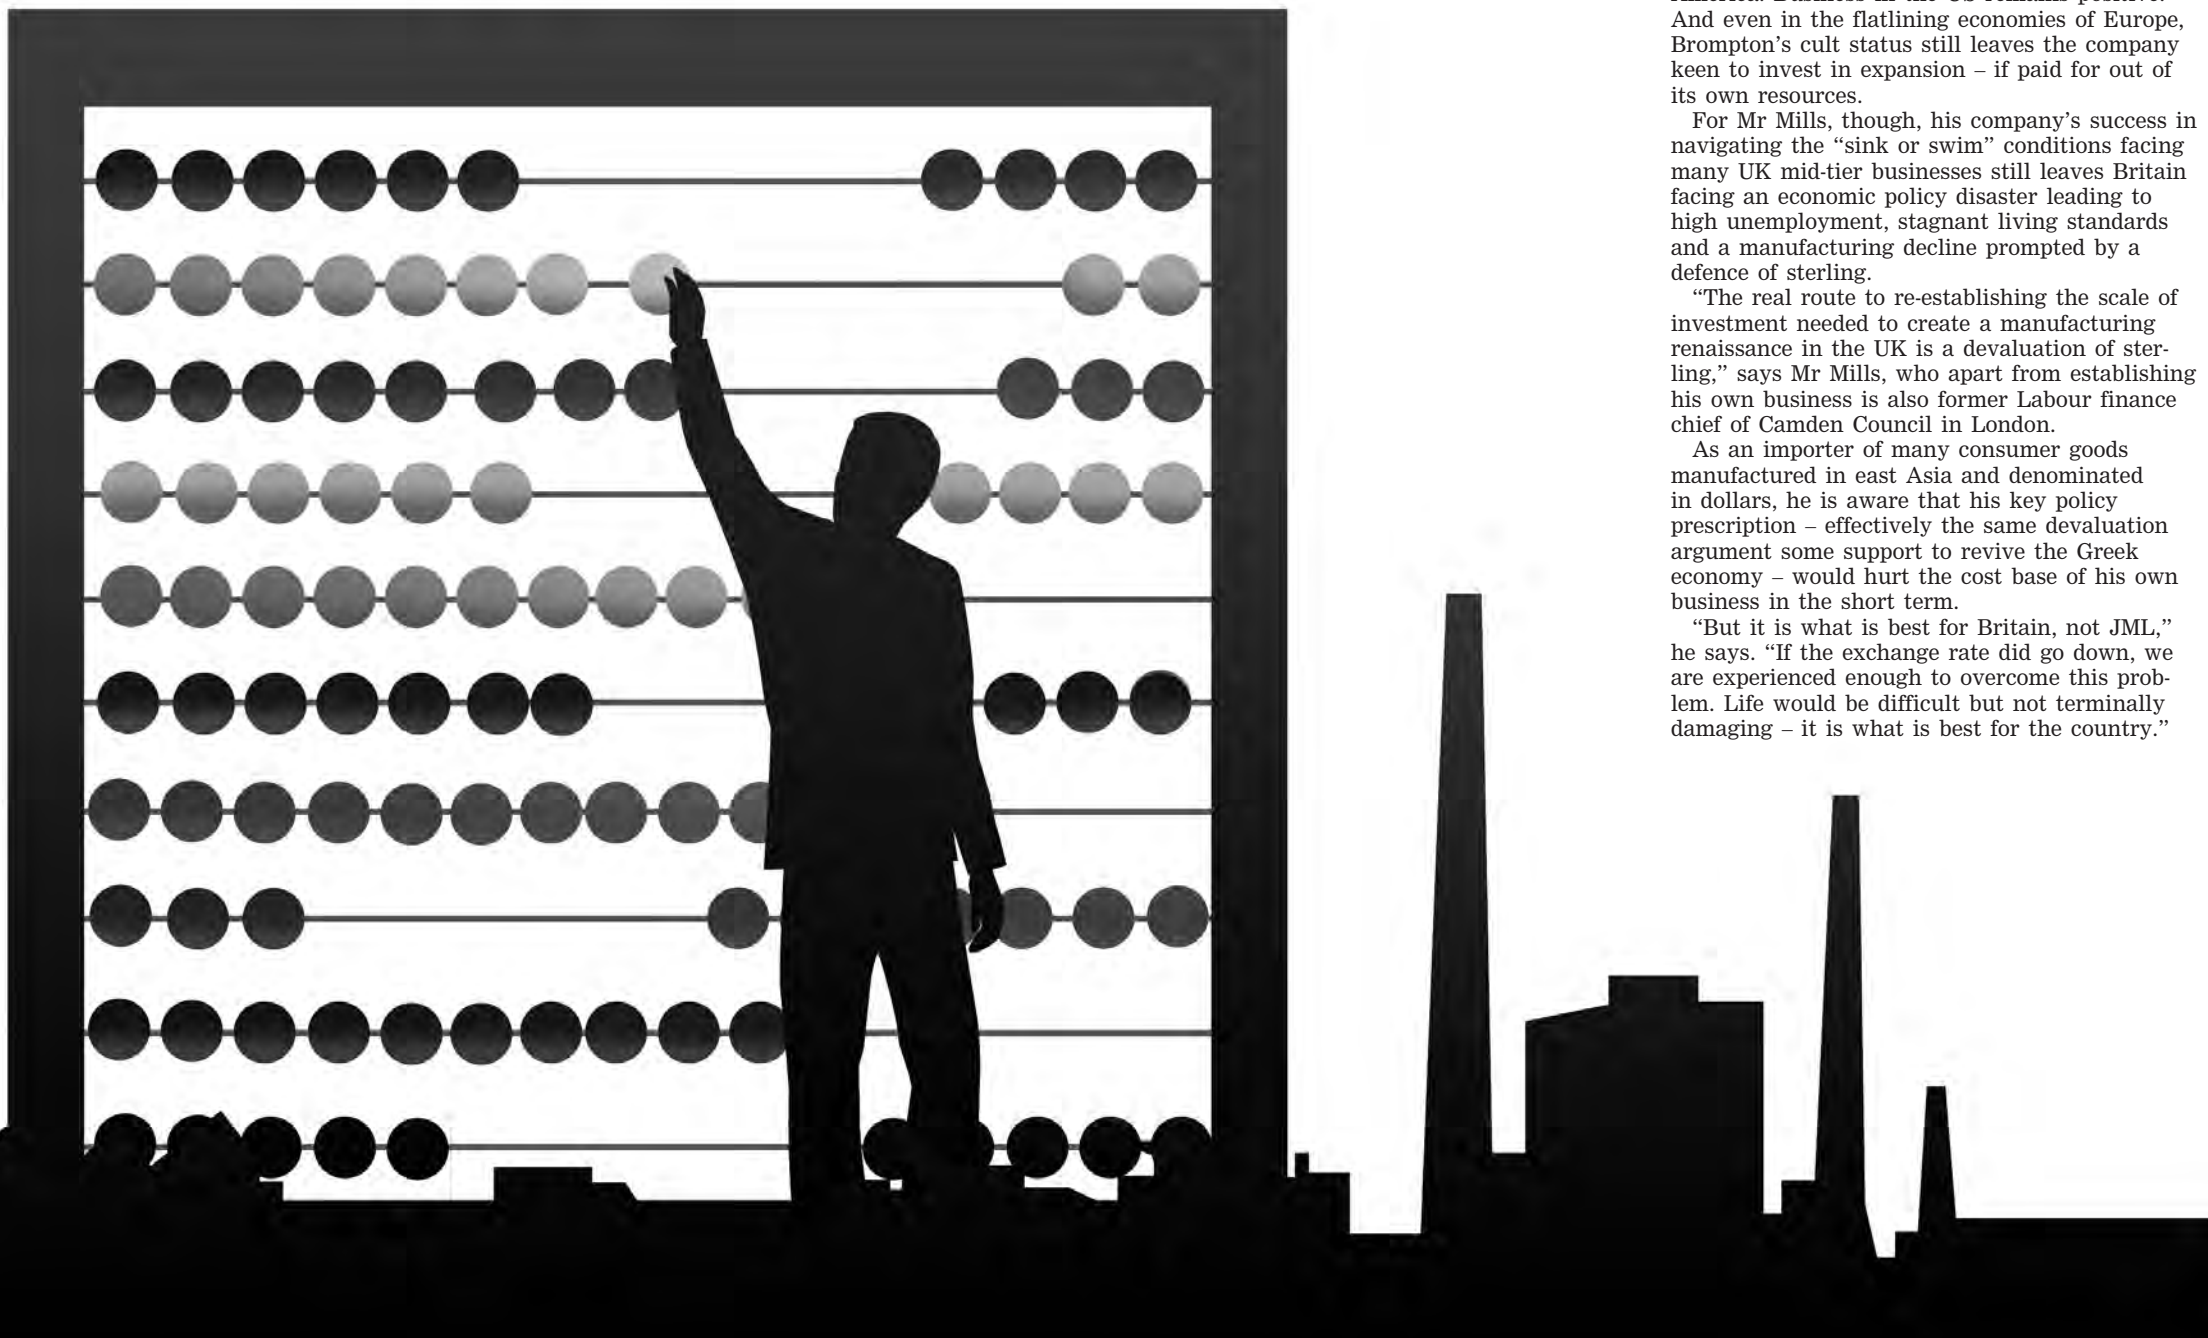 And even in the flatlining economies of Europe,
Brompton’s cult status still leaves the company
keen to invest in expansion – if paid for out of
its own resources.
For Mr Mills, though, his company’s success in
navigating the “sink or swim” conditions facing
many UK mid-tier businesses still leaves Britain
facing an economic policy disaster leading to
high unemployment, stagnant living standards
and a manufacturing decline prompted by a
defence of sterling.
“The real route to re-establishing the scale of
investment needed to create a manufacturing
renaissance in the UK is a devaluation of ster-
ling,” says Mr Mills, who apart from establishing
his own business is also former Labour finance
chief of Camden Council in London.
As an importer of many consumer goods
manufactured in east Asia and denominated
in dollars, he is aware that his key policy
prescription – effectively the same devaluation
argument some support to revive the Greek
economy – would hurt the cost base of his own
business in the short term.
“But it is what is best for Britain, not JML,”
he says. “If the exchange rate did go down, we
are experienced enough to overcome this prob-
lem. Life would be difficult but not terminally
damaging – it is what is best for the country.”